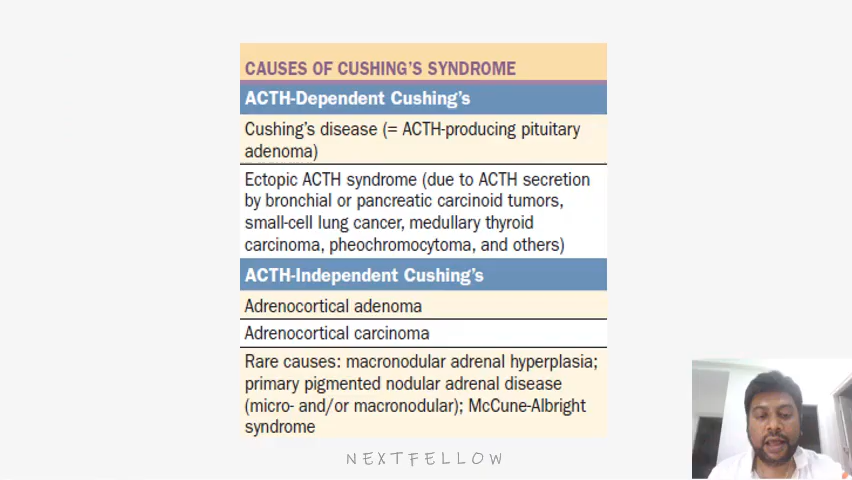 CAUSES OF CUSHING'S SYNDROME
ACTH-Dependent Cushing's
Cushing's disease (= ACTH-producing pituitary
adenoma)
Ectopic ACTH syndrome (due to ACTH secretion
by bronchial or pancreatic carcinoid tumors,
small-cell lung cancer, medullary thyroid
carcinoma, pheochromocytoma, and others)
ACTH-Independent Cushing's
Adrenocortical adenoma
Adrenocortical carcinoma
Rare causes: macronodular adrenal hyperplasia;
primary pigmented nodular adrenal disease
(micro- and/or macronodular); McCune-Albright
syndrome
NEXTFELLOW